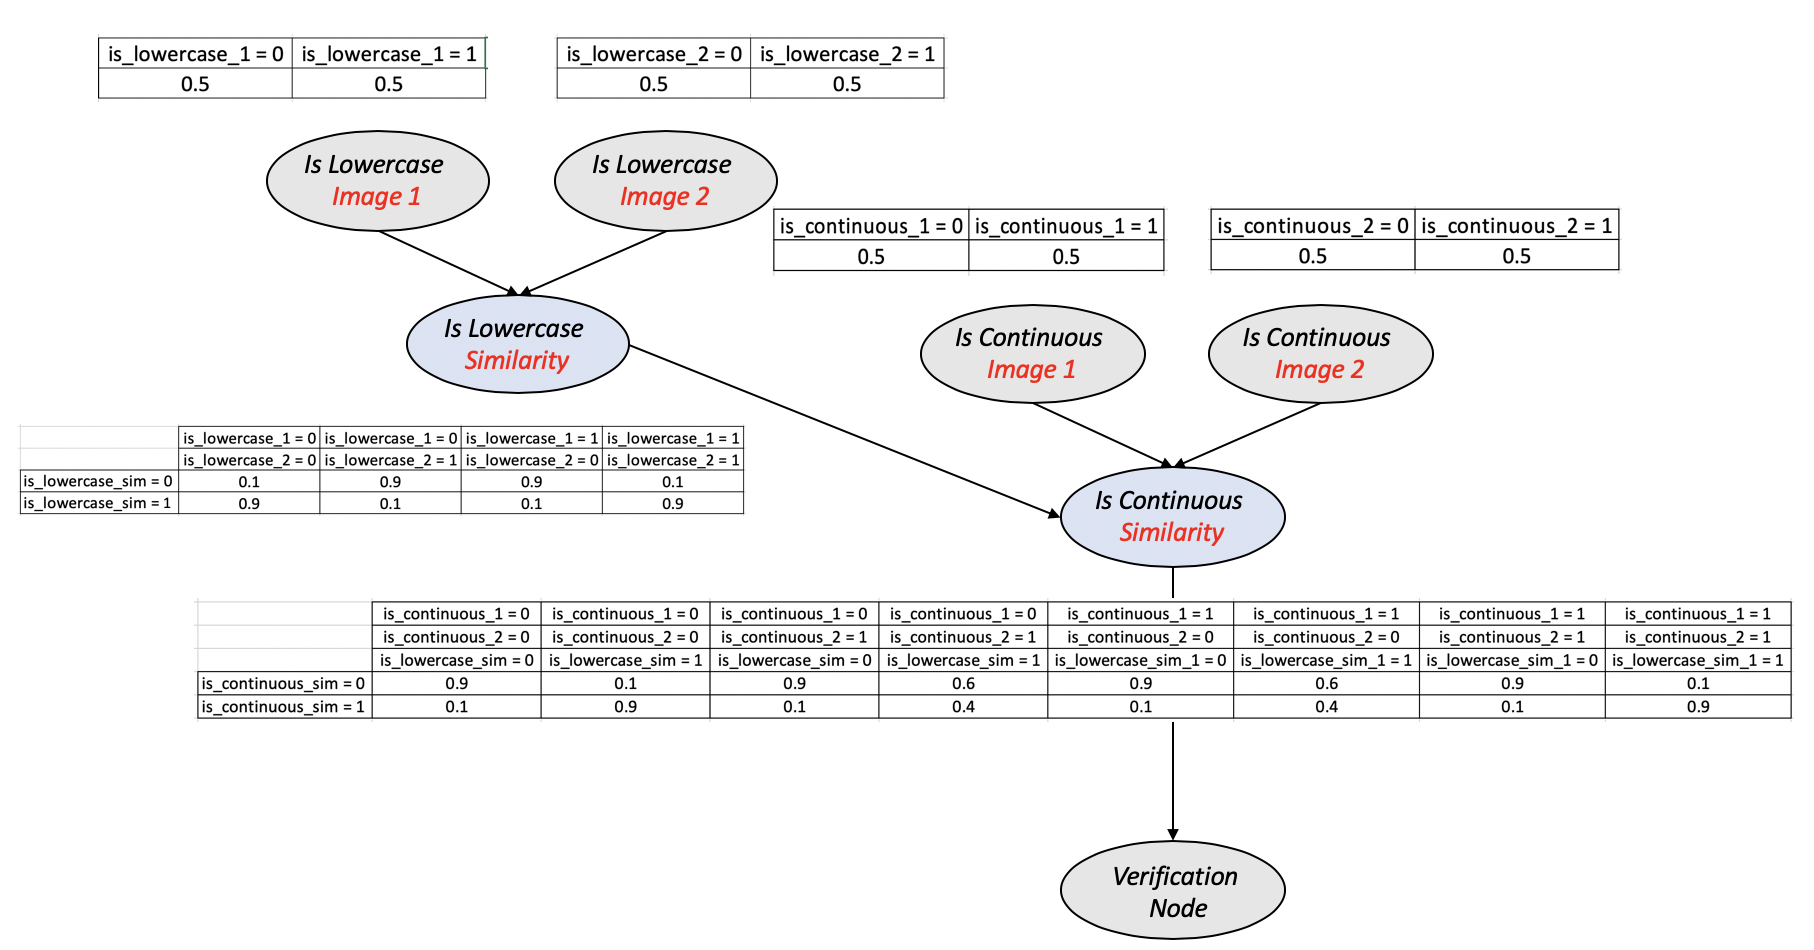 is_lowercase_1 = 0 is_lowercase_1 = 1
0.5 0.5
is_lowercase_2 = 0 is_lowercase_2 = 1
0.5 0.5
Is Lowercase
Image 1
Is Lowercase
Image 2
is_continuous_1 = 0 is_continuous_1 = 1
0.5 0.5
is_continuous_2 = 0 is_continuous_2 = 1
0.5 0.5
Is Lowercase
Similarity
Is Continuous
Image 1
Is Continuous
Image 2
is_lowercase_1 = 0 is_lowercase_1 = 0 is_lowercase_1 = 1 is_lowercase_1 = 1
is_lowercase_2 = 0 is_lowercase_2 = 1 is_lowercase_2 = 0 is_lowercase_2 = 1
is_lowercase_sim = 0 0.1 0.9 0.9 0.1
is_lowercase_sim = 1 0.9 0.1 0.1 0.9
Is Continuous
Similarity
is_continuous_1 = 0 is_continuous_1 = 0 is_continuous_1 = 0 is_continuous_1 = 0 is_continuous_1 = 1 is_continuous_1 = 1 is_continuous_1 = 1 is_continuous_1 = 1
is_continuous_2 = 0 is_continuous_2 = 0 is_continuous_2 = 1 is_continuous_2 = 1 is_continuous_2 = 0 is_continuous_2 = 0 is_continuous_2 = 1 is_continuous_2 = 1
is_lowercase_sim = 0 is_lowercase_sim = 1 is_lowercase_sim = 0 is_lowercase_sim = 1 is_lowercase_sim_1 = 0 is_lowercase_sim_1 = 1 is_lowercase_sim_1 = 0 is_lowercase_sim_1 = 1
is_continuous_sim = 0 0.9 0.1 0.9 0.6 0.9 0.6 0.9 0.1
is_continuous_sim = 1 0.1 0.9 0.1 0.4 0.1 0.4 0.1 0.9
Verification
Node